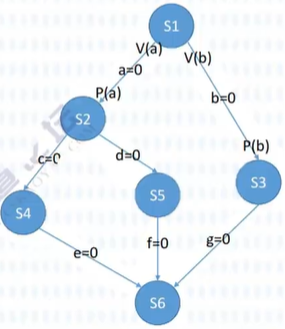 S1
V(a)
V(b)
a=0
P(a)
b=0
S2
P(b)
c=0
d=0
S3
S4
S5
e=0
f=0
g=0
S6